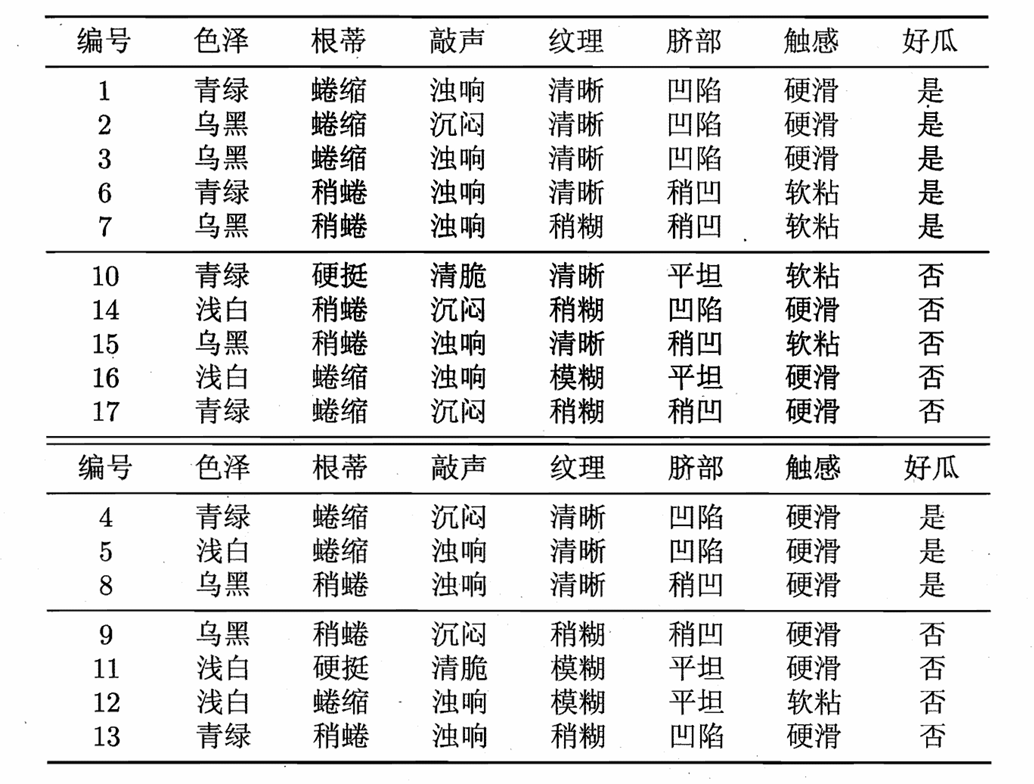 编号 色泽 根蒂 敲声 纹理 脐部 触感 好瓜
1 青绿 蜷缩 浊响 清晰 凹陷 硬滑 是
2 乌黑 蜷缩 沉闷 清晰 凹陷 硬滑 是
3 乌黑 蜷缩 浊响 清晰 凹陷 硬滑 是
6 青绿 稍蜷 浊响 清晰 稍凹 软粘 是
7 乌黑 稍蜷 浊响 稍糊 稍凹 软粘 是
10 青绿 硬挺 清脆 清晰 平坦 软粘 否
14 浅白 稍蜷 沉闷 稍糊 凹陷 硬滑 否
15 乌黑 稍蜷 浊响 清晰 稍凹 软粘 否
16 浅白 蜷缩 浊响 模糊 平坦 硬滑 否
17 青绿 蜷缩 沉闷 稍糊 稍凹 硬滑 否
编号 色泽 根蒂 敲声 纹理 脐部 触感 好瓜
4 青绿 蜷缩 沉闷 清晰 凹陷 硬滑 是
5 浅白 蜷缩 浊响 清晰 凹陷 硬滑 是
8 乌黑 稍蜷 浊响 清晰 稍凹 硬滑 是
9 乌黑 稍蜷 沉闷 稍糊 稍凹 硬滑 否
11 浅白 硬挺 清脆 模糊 平坦 硬滑 否
12 浅白 蜷缩 浊响 模糊 平坦 软粘 否
13 青绿 稍蜷 浊响 稍糊 凹陷 硬滑 否